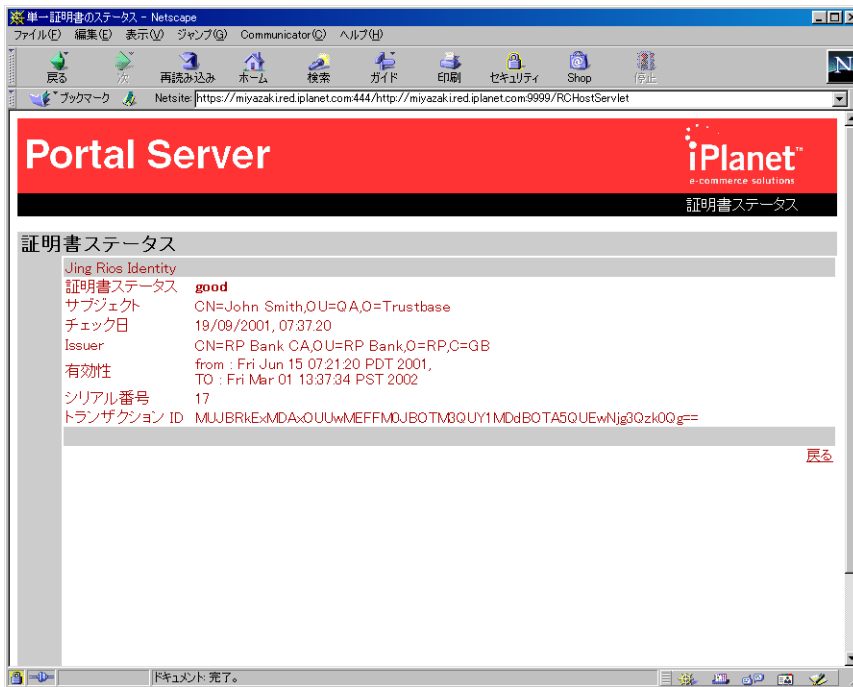 単一証明書のステータス - Netscape
ファイル(F) 編集(E) 表示(V) ジャンプ(G) Communicator(C) ヘルプ(H)
戻る 次 再読み込み ホーム 検索 ガイド 印刷 セキュリティ Shop 停止
N
ブックマーク Netsite: https://miyazaki.red.iplanet.com:444/http://miyazaki.red.iplanet.com:9999/RCHostServlet
Portal Server
iPlanet™
e-commerce solutions
証明書ステータス
証明書ステータス
Jing Rios Identity
証明書ステータス good
サブジェクト CN=John Smith,OU=QA,O=Trustbase
チェック日 19/09/2001, 07:37:20
Issuer CN=RP Bank CA,OU=RP Bank,O=RP,C=GB
有効性 from : Fri Jun 15 07:21:20 PDT 2001,
TO : Fri Mar 01 13:37:34 PST 2002
シリアル番号 17
トランザクション ID MUJBRkExMDAxOUUwMEFFM0JBOTM3QUY1MDdBOTA5QUEwNjg3Qzk0Qg==
戻る
ドキュメント: 完了。